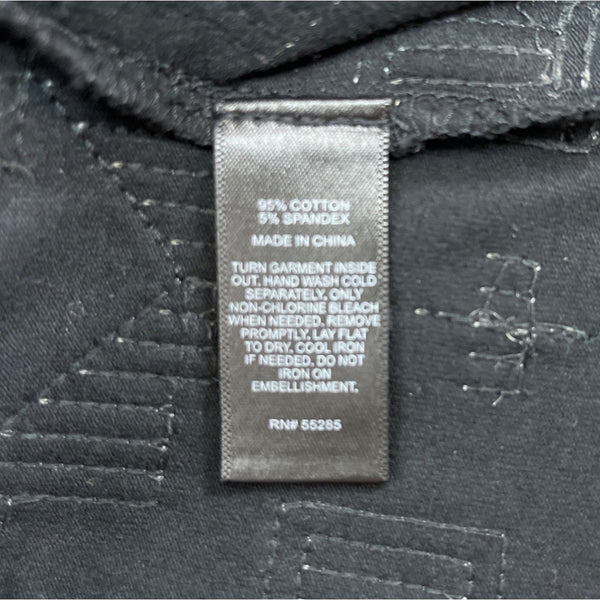 95% COTTON
5% SPANDEX
MADE IN CHINA
TURN GARMENT INSIDE
OUT. HAND WASH COLD
SEPARATELY. ONLY
NON-CHLORINE BLEACH
WHEN NEEDED. REMOVE
PROMPTLY. LAY FLAT
TO DRY. COOL IRON
IF NEEDED. DO NOT
IRON ON
EMBELLISHMENT.
RN# 55285